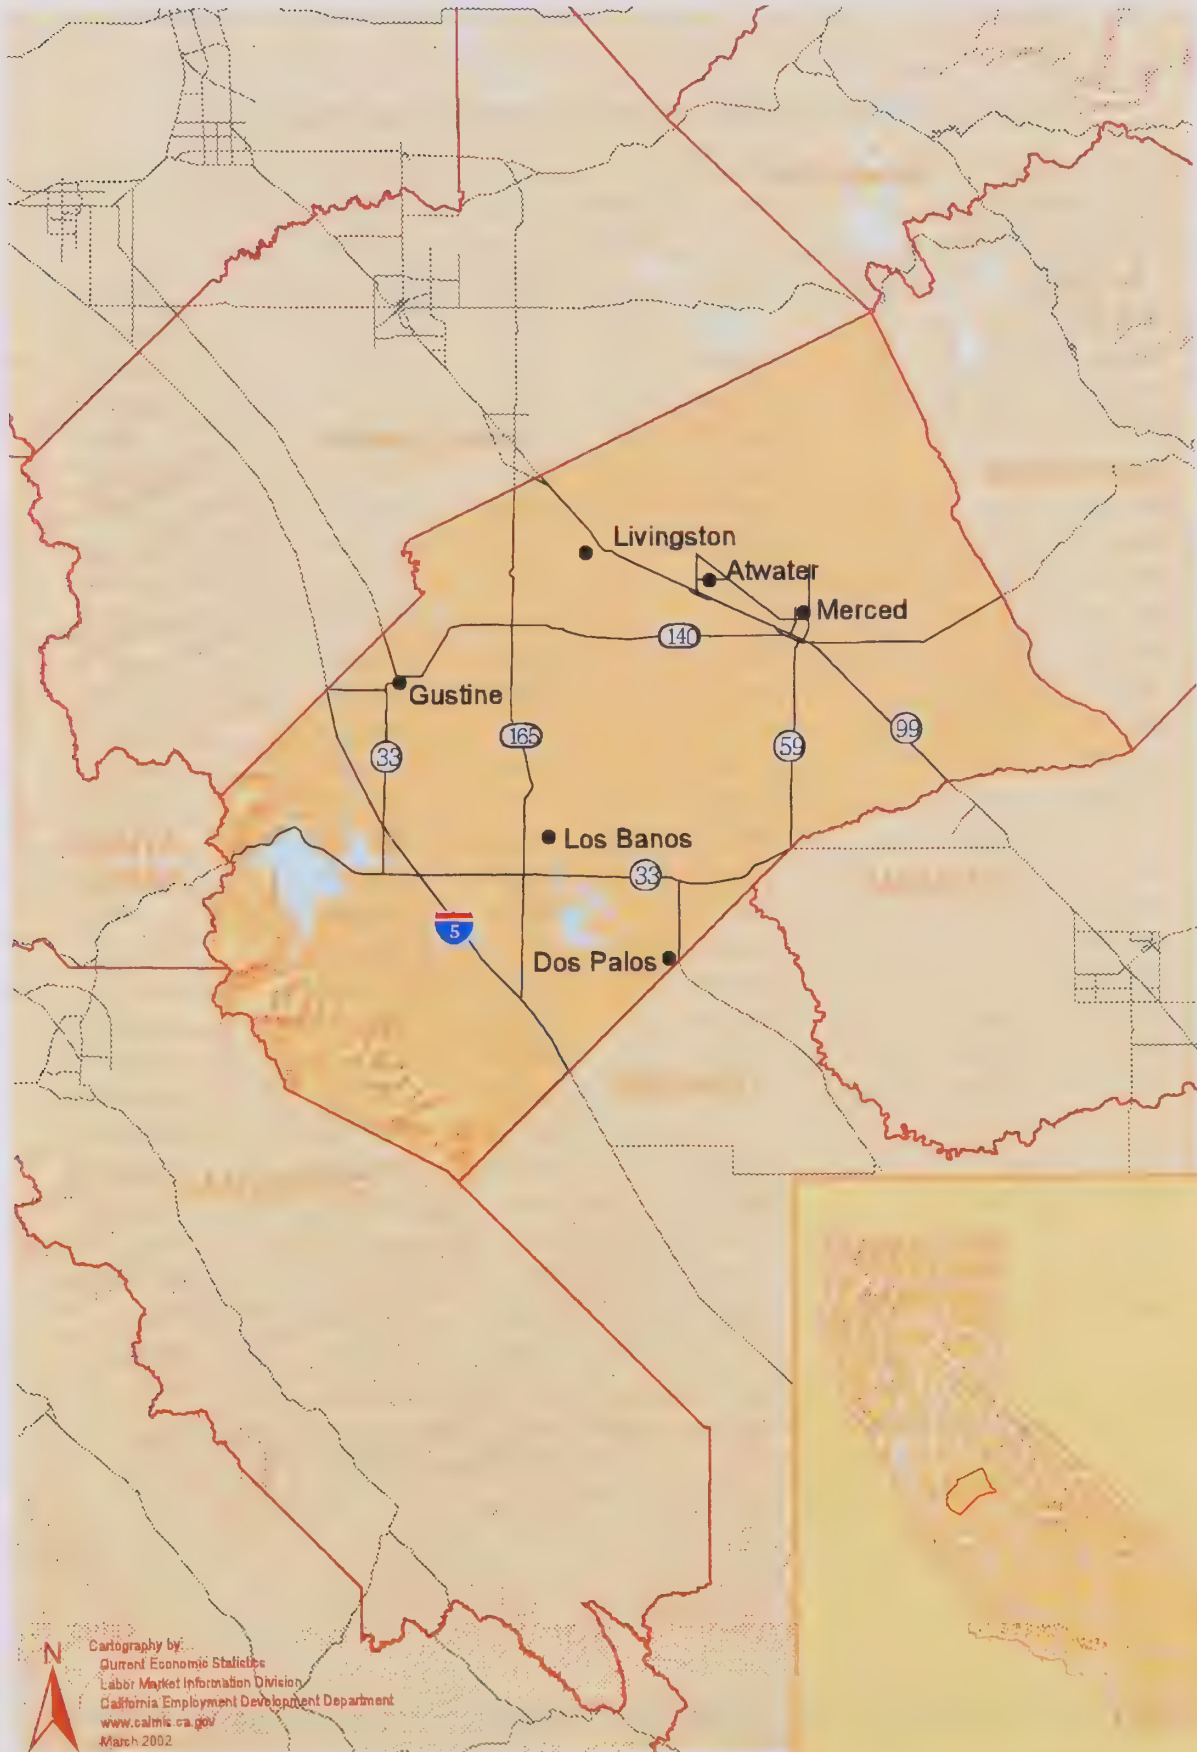 Livingston
Atwater
Merced
140
Gustine
165
99
33
59
Los Banos
33
5
Dos Palos
N
Cartography by:
Current Economic Statistics
Labor Market Information Division
California Employment Development Department
www.calmis.ca.gov
March 2002